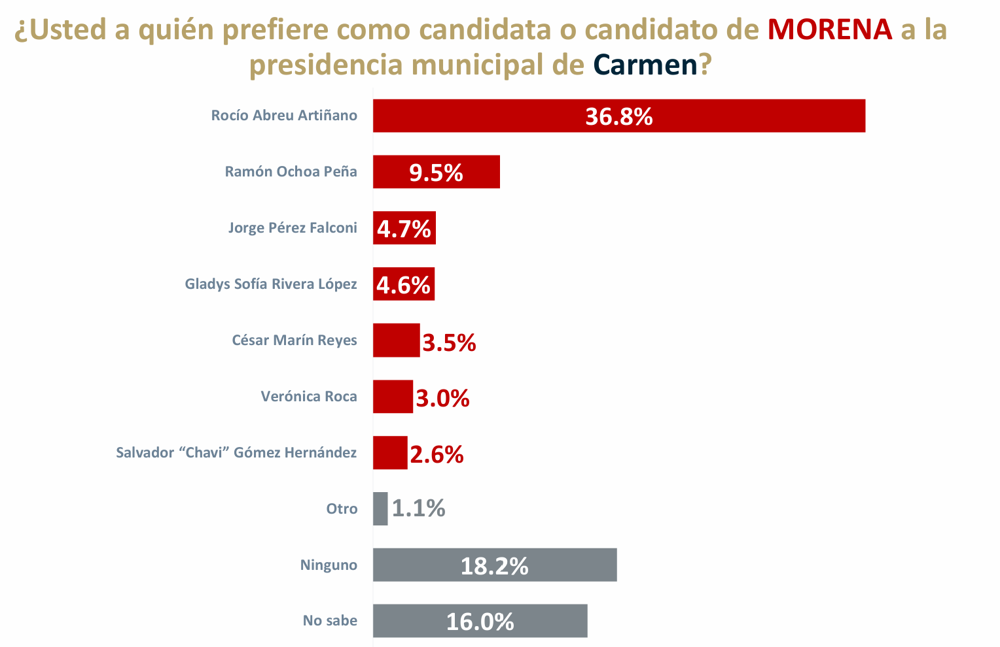 ¿Usted a quién prefiere como candidata o candidato de MORENA a la
presidencia municipal de Carmen?
Rocío Abreu Artiñano 36.8%
Ramón Ochoa Peña 9.5%
Jorge Pérez Falconi 4.7%
Gladys Sofía Rivera López 4.6%
César Marín Reyes 3.5%
Verónica Roca 3.0%
Salvador “Chavi” Gómez Hernández 2.6%
Otro 1.1%
Ninguno 18.2%
No sabe 16.0%